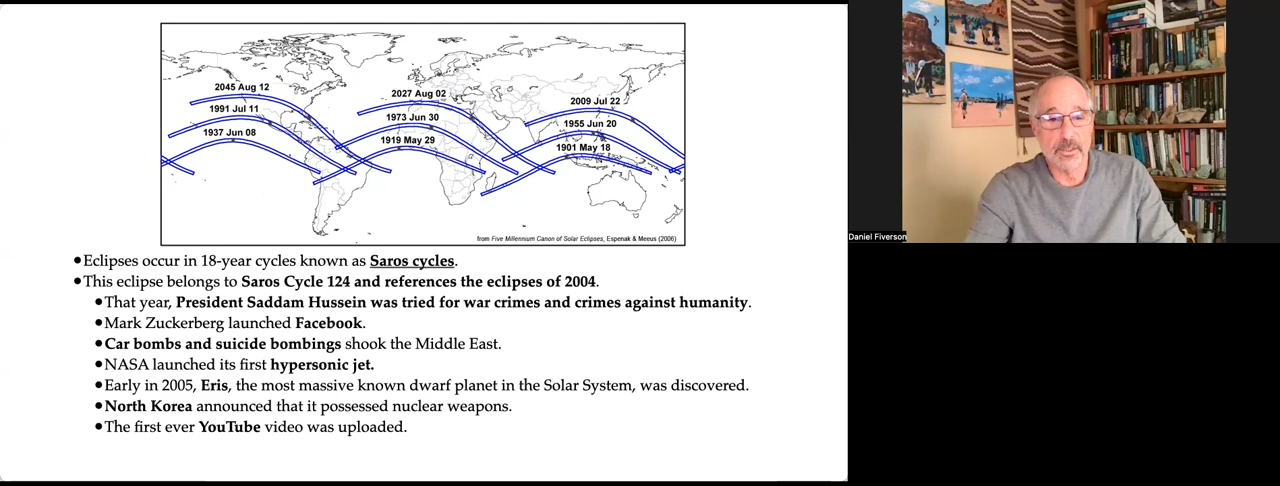 2045 Aug 12
1991 Jul 11
1937 Jun 08
2027 Aug 02
1973 Jun 30
1919 May 29
2009 Jul 22
1955 Jun 20
1901 May 18
from Five Millennium Canon of Solar Eclipses, Espenak & Meeus (2006)
•Eclipses occur in 18-year cycles known as Saros cycles.
•This eclipse belongs to Saros Cycle 124 and references the eclipses of 2004.
•That year, President Saddam Hussein was tried for war crimes and crimes against humanity.
•Mark Zuckerberg launched Facebook.
•Car bombs and suicide bombings shook the Middle East.
•NASA launched its first hypersonic jet.
•Early in 2005, Eris, the most massive known dwarf planet in the Solar System, was discovered.
•North Korea announced that it possessed nuclear weapons.
•The first ever YouTube video was uploaded.
Daniel Fiverson